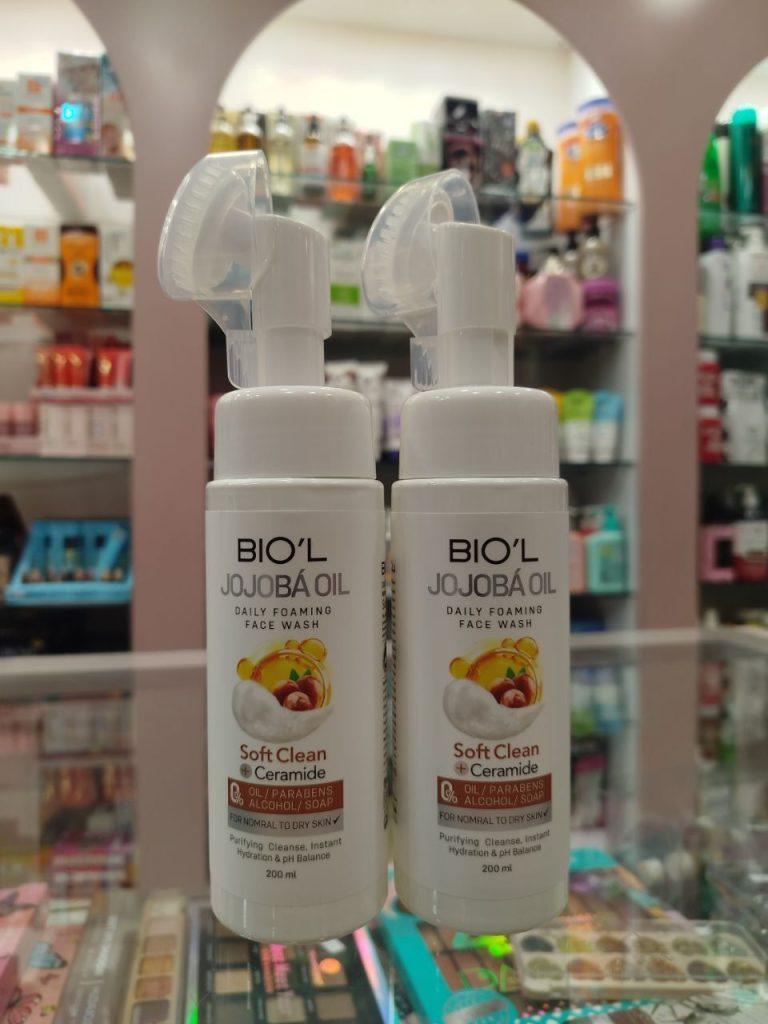 BIO'L
JOJOBÁ OIL
DAILY FOAMING
FACE WASH
Soft Clean
+ Ceramide
0% OIL/ PARABENS
ALCOHOL/ SOAP
FOR NOMRAL TO DRY SKIN ✓
Purifying Cleanse, Instant
Hydration & pH Balance
200 ml
BIO'L
JOJOBÁ OIL
DAILY FOAMING
FACE WASH
Soft Clean
+ Ceramide
0% OIL/ PARABENS
ALCOHOL/ SOAP
FOR NOMRAL TO DRY SKIN ✓
Purifying Cleanse, Instant
Hydration & pH Balance
200 ml